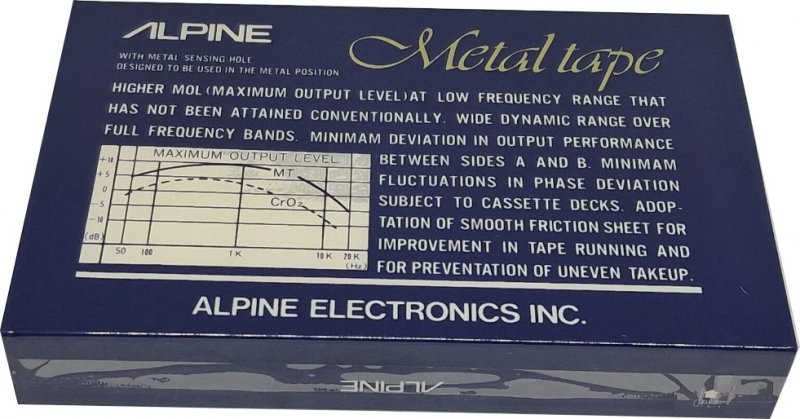 ALPINE
Metal tape
WITH METAL SENSING HOLE
DESIGNED TO BE USED IN THE METAL POSITION
HIGHER MOL (MAXIMUM OUTPUT LEVEL) AT LOW FREQUENCY RANGE THAT
HAS NOT BEEN ATTAINED CONVENTIONALLY. WIDE DYNAMIC RANGE OVER
FULL FREQUENCY BANDS. MINIMAM DEVIATION IN OUTPUT PERFORMANCE
BETWEEN SIDES A AND B. MINIMAM
FLUCTUATIONS IN PHASE DEVIATION
SUBJECT TO CASSETTE DECKS. ADOP-
TATION OF SMOOTH FRICTION SHEET FOR
IMPROVEMENT IN TAPE RUNNING AND
FOR PREVENTATION OF UNEVEN TAKEUP.
MAXIMUM OUTPUT LEVEL
+10
+5
0
-5
-10
(dB)
MT
CrO2
50 100 1K 10K 20K
(Hz)
ALPINE ELECTRONICS INC.
ALPINE
OPEN